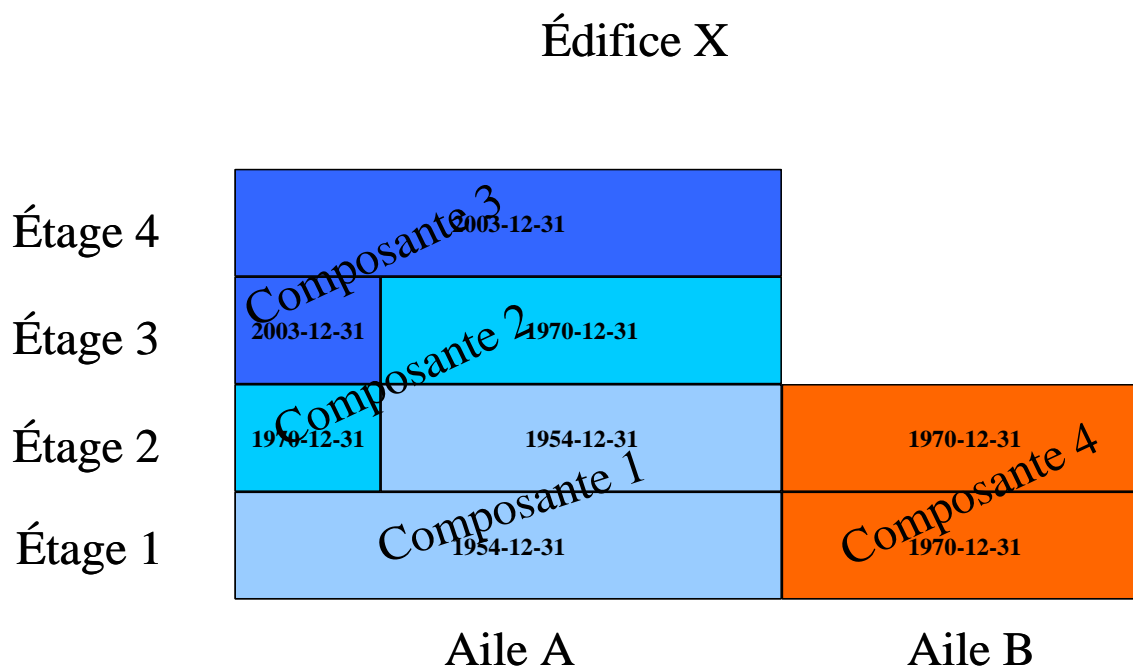 Édifice X
Étage 4
Composante 3
2003-12-31
Étage 3
2003-12-31
Composante 2
1970-12-31
Étage 2
1970-12-31
1954-12-31
1970-12-31
Étage 1
Composante 1
1954-12-31
Composante 4
1970-12-31
Aile A
Aile B